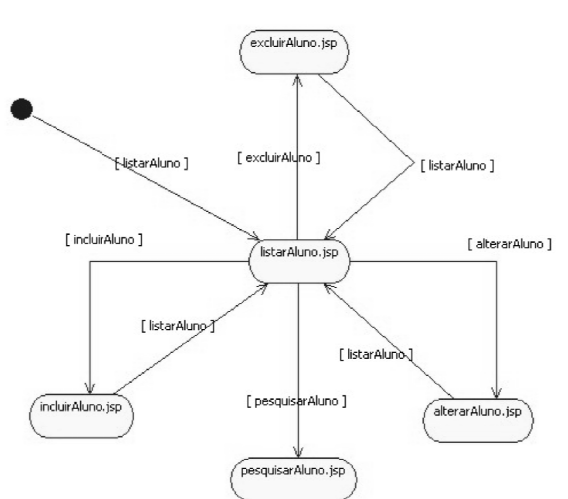 excluirAluno.jsp
[ listarAluno ]
[ excluirAluno ]
[ listarAluno ]
[ incluirAluno ]
[ alterarAluno ]
listarAluno.jsp
[ listarAluno ]
[ listarAluno ]
incluirAluno.jsp
[ pesquisarAluno ]
alterarAluno.jsp
pesquisarAluno.jsp